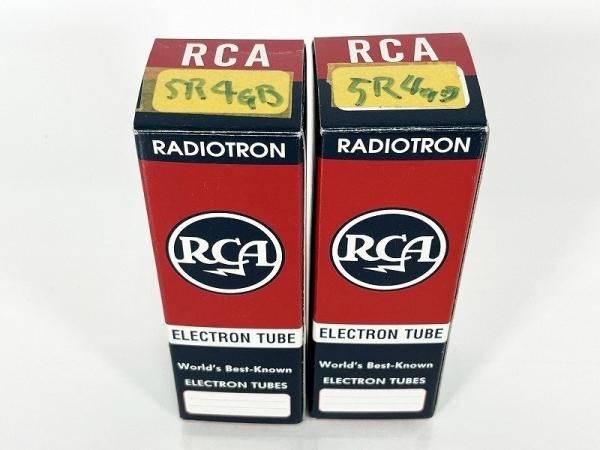 RCA
5R4GB
RADIOTRON
RCA
ELECTRON TUBE
World's Best-Known
ELECTRON TUBES
RCA
5R4
RADIOTRON
RCA
ELECTRON TUBE
World's Best-Known
ELECTRON TUBES